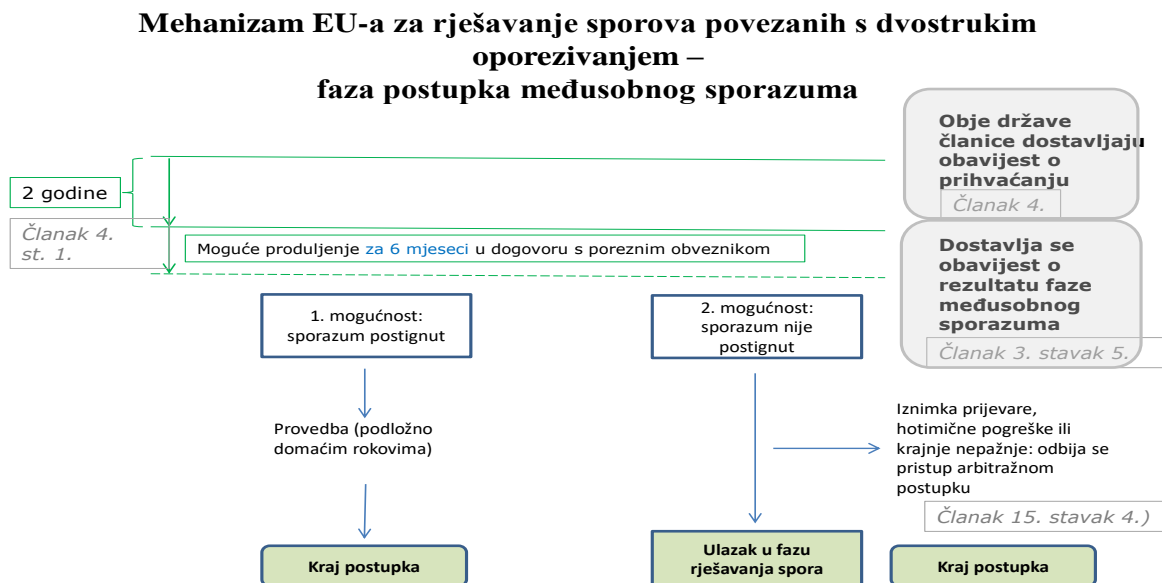 Mehanizam EU-a za rješavanje sporova povezanih s dvostrukim
oporezivanjem –
faza postupka međusobnog sporazuma
Obje države
članice dostavljaju
obavijest o
prihvaćanju
Članak 4.
2 godine
Članak 4.
st. 1.
Moguće produljenje za 6 mjeseci u dogovoru s poreznim obveznikom
Dostavlja se
obavijest o
rezultatu faze
međusobnog
sporazuma
Članak 3. stavak 5.
1. mogućnost:
sporazum postignut
2. mogućnost:
sporazum nije
postignut
Provedba (podložno
domaćim rokovima)
Iznimka prijevare,
hotimične pogreške ili
krajnje nepažnje: odbija se
pristup arbitražnom
postupku
Članak 15. stavak 4.)
Kraj postupka
Ulazak u fazu
rješavanja spora
Kraj postupka